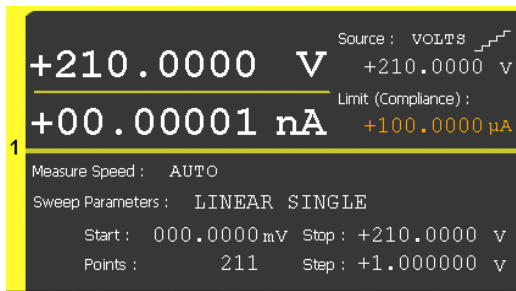 Source : VOLTS
+210.0000 V
+210.0000 V
Limit (Compliance) :
+00.00001 nA
+100.0000 µA
1
Measure Speed : AUTO
Sweep Parameters : LINEAR SINGLE
Start : 000.0000 mV Stop : +210.0000 V
Points : 211 Step : +1.000000 V